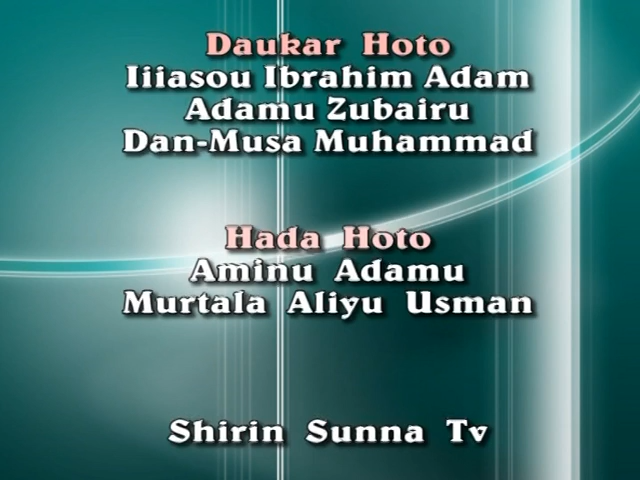 Daukar Hoto
Iiiasou Ibrahim Adam
Adamu Zubairu
Dan-Musa Muhammad
Hada Hoto
Aminu Adamu
Murtala Aliyu Usman
Shirin Sunna Tv